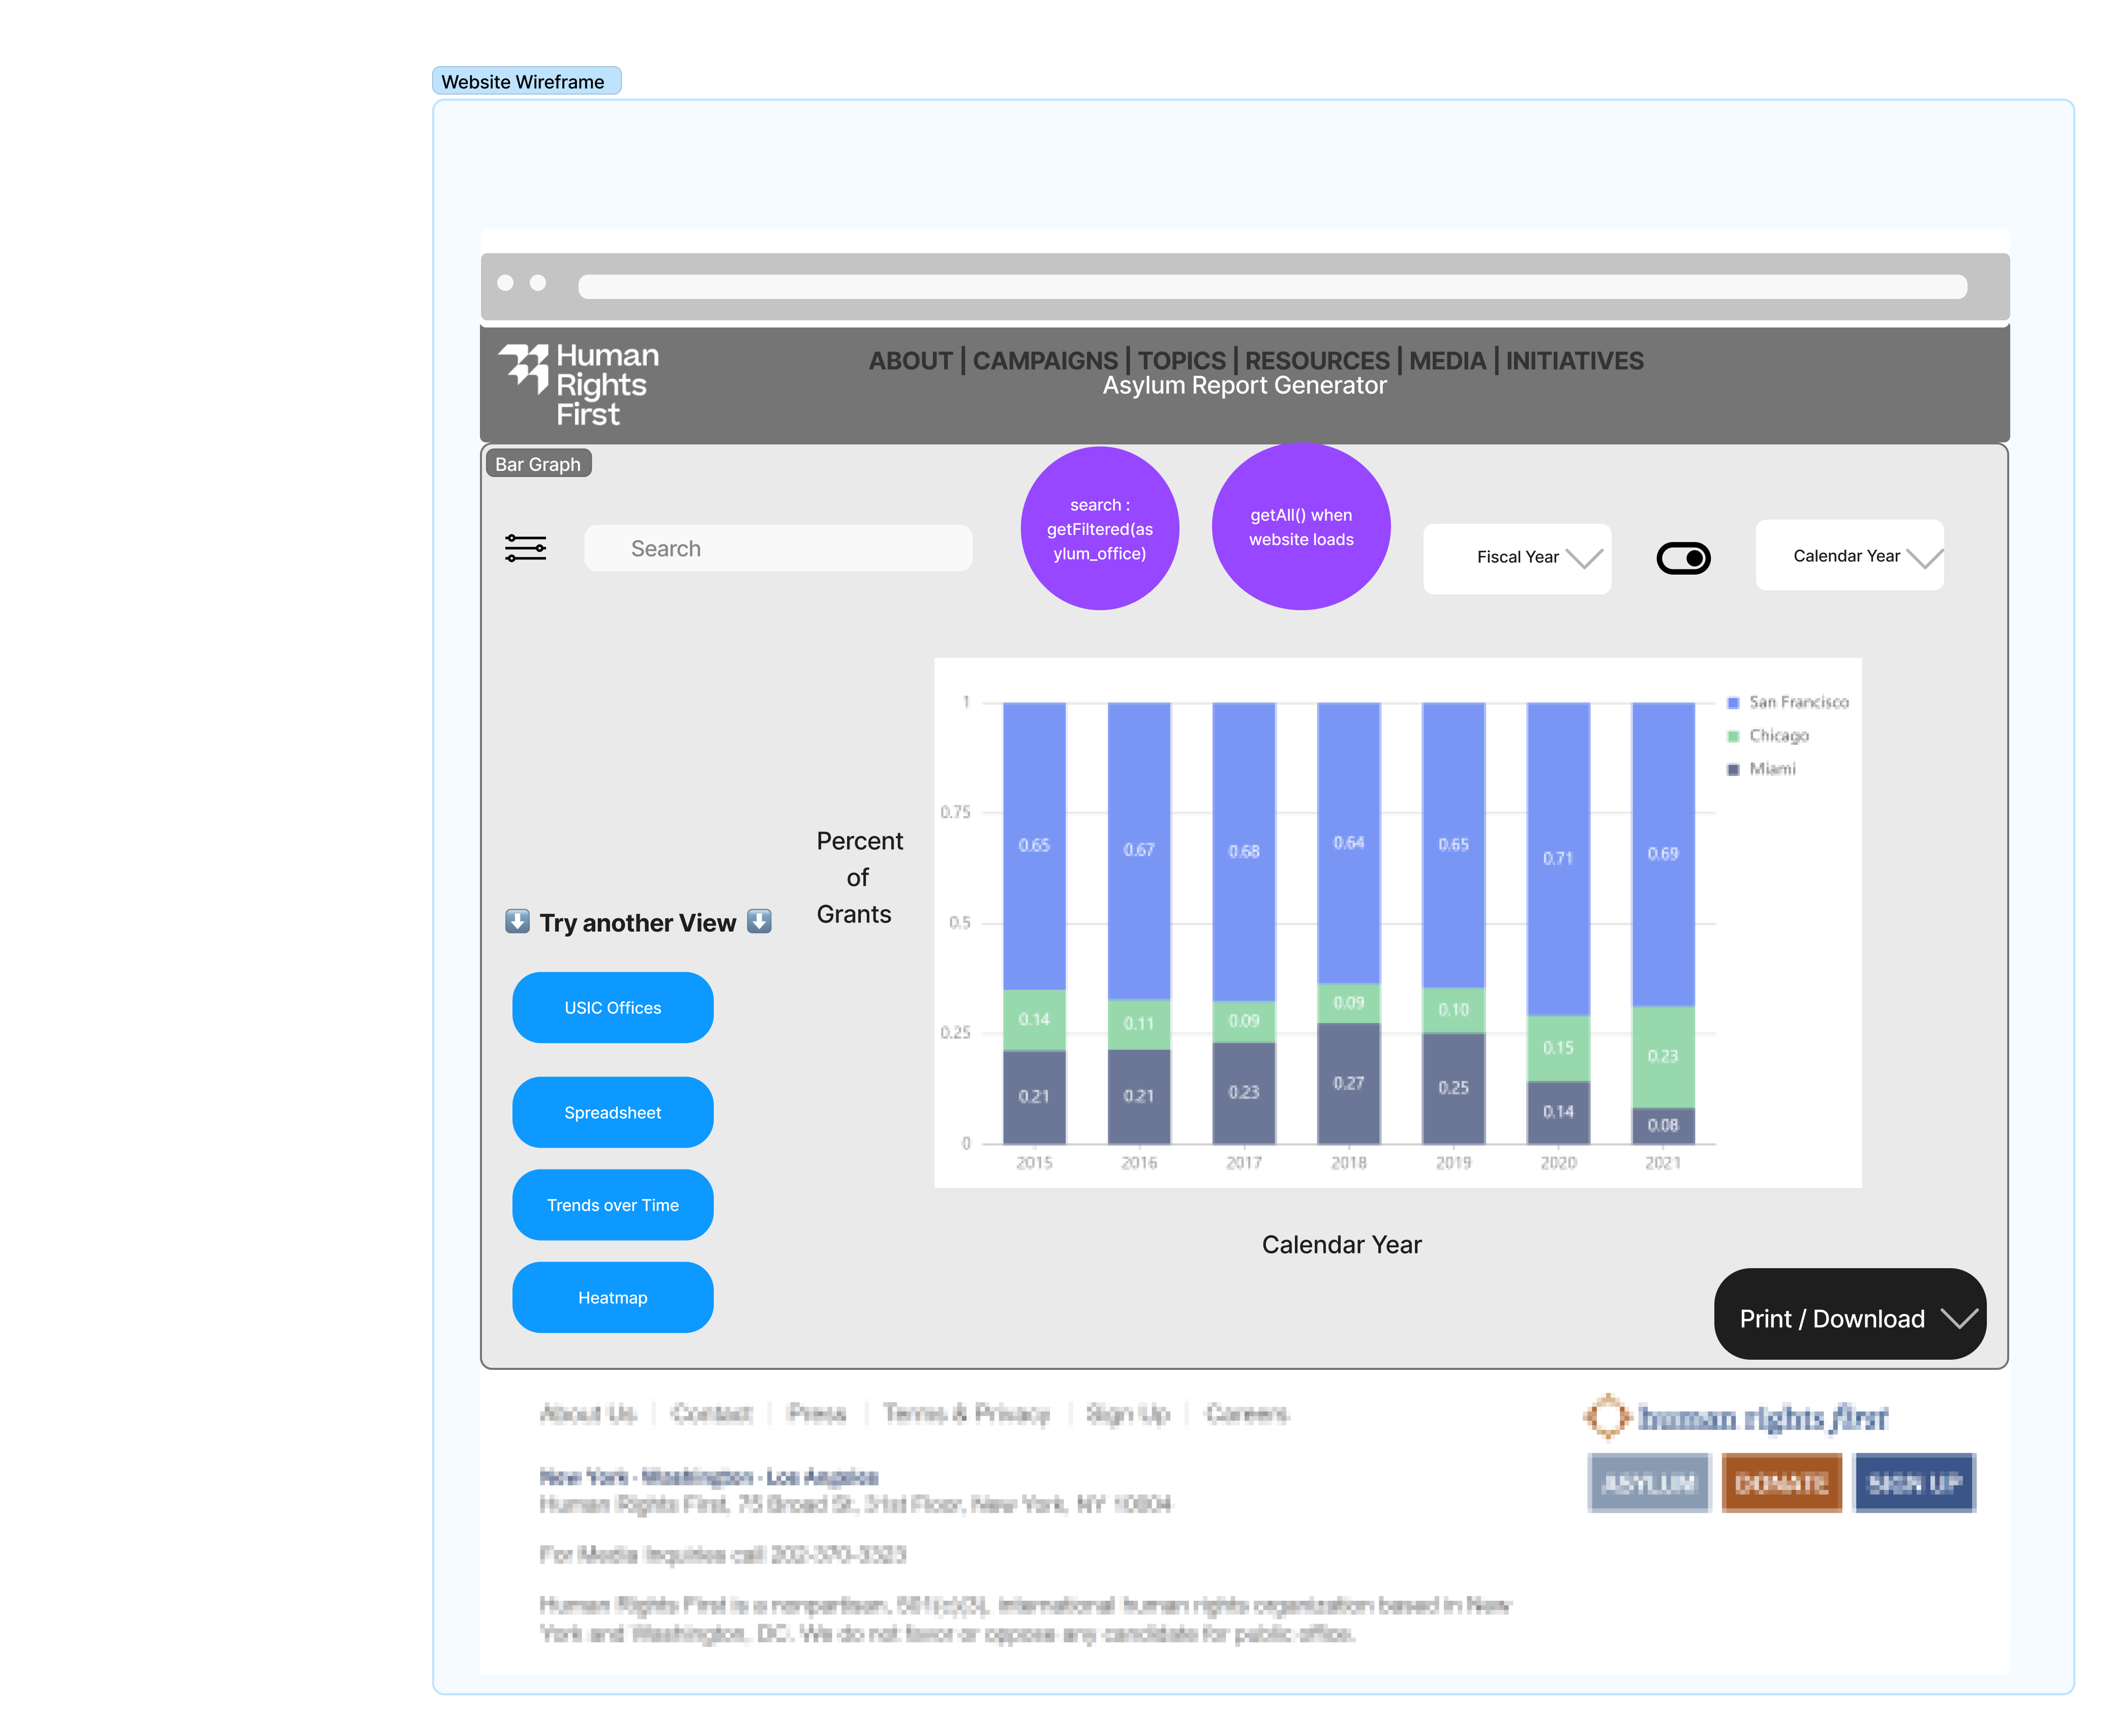 Website Wireframe
Human
Rights
First
ABOUT | CAMPAIGNS | TOPICS | RESOURCES | MEDIA | INITIATIVES
Asylum Report Generator
Bar Graph
Search
search :
getFiltered(as
ylum_office)
getAll() when
website loads
Fiscal Year
Calendar Year
Percent
of
Grants
1
0.75
0.5
0.25
0
0.65 0.67 0.68 0.64 0.65 0.71 0.69
0.14 0.11 0.09 0.09 0.10 0.15 0.23
0.21 0.21 0.23 0.27 0.25 0.14 0.08
2015 2016 2017 2018 2019 2020 2021
San Francisco
Chicago
Miami
Calendar Year
Try another View
USIC Offices
Spreadsheet
Trends over Time
Heatmap
Print / Download
About Us | Contact | Press | Terms & Privacy | Sign Up | Careers
human rights first
ASYLUM DONATE SIGN UP
New York · Washington · Los Angeles
Human Rights First, 75 Broad St, 31st Floor, New York, NY 10004
For Media Inquiries call 202-370-3323
Human Rights First is a nonpartisan, 501(c)(3), international human rights organization based in New
York and Washington, DC. We do not favor or oppose any candidate for public office.